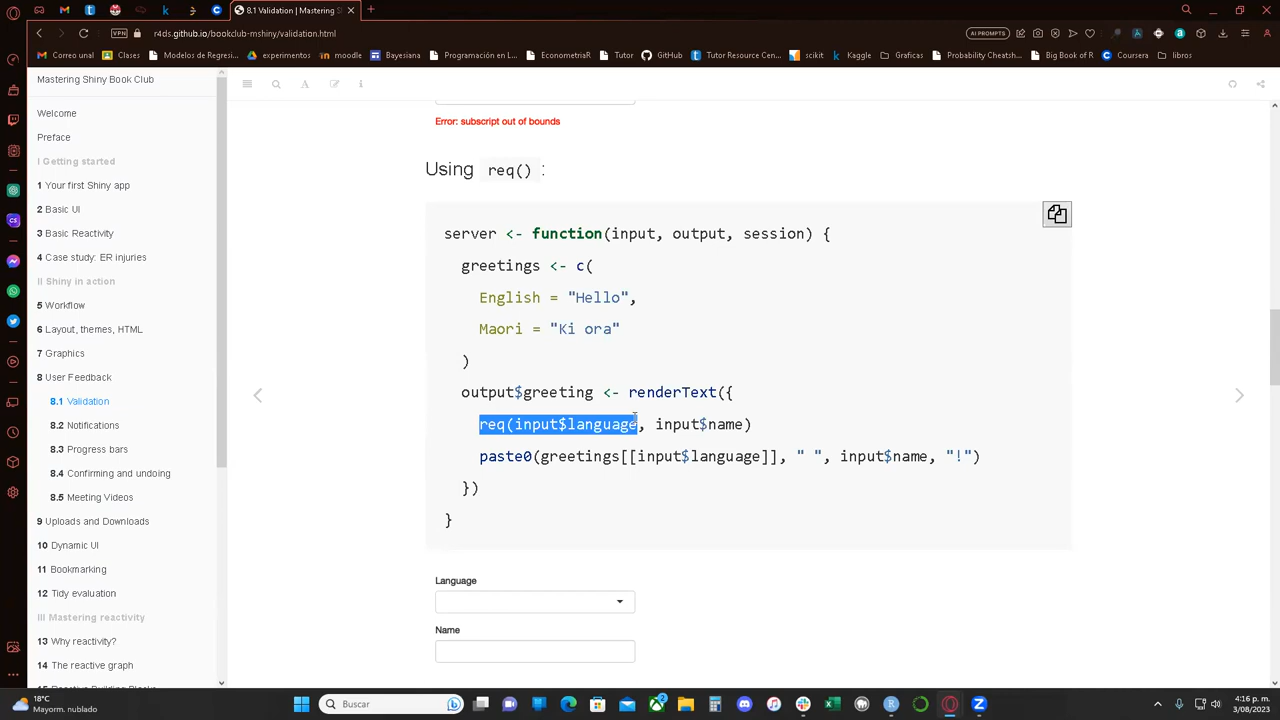 8.1 Validation | Mastering Shiny
VPN
r4ds.github.io/bookclub-mshiny/validation.html
AI PROMPTS
Correo unal
Clases
Modelos de Regresi...
experimentos
moodle
Bayesiana
Programación en L...
EconometriaR
Tutor
GitHub
Tutor Resource Cen...
scikit
Kaggle
Graficas
Probability Cheatsh...
Big Book of R
Coursera
Mastering Shiny Book Club
Welcome
Preface
I Getting started
1 Your first Shiny app
2 Basic UI
3 Basic Reactivity
4 Case study: ER injuries
II Shiny in action
5 Workflow
6 Layout, themes, HTML
7 Graphics
8 User Feedback
8.1 Validation
8.2 Notifications
8.3 Progress bars
8.4 Confirming and undoing
8.5 Meeting Videos
9 Uploads and Downloads
10 Dynamic UI
11 Bookmarking
12 Tidy evaluation
III Mastering reactivity
13 Why reactivity?
14 The reactive graph
15 Reactive Building Blocks
Error: subscript out of bounds
Using req() :
server <- function(input, output, session) {
greetings <- c(
English = "Hello",
Maori = "Ki ora"
)
output$greeting <- renderText({
req(input$language, input$name)
paste0(greetings[[input$language]], " ", input$name, "!")
})
}
Language
Name
18°C
Mayorm. nublado
Buscar
4:16 p. m.
3/08/2023